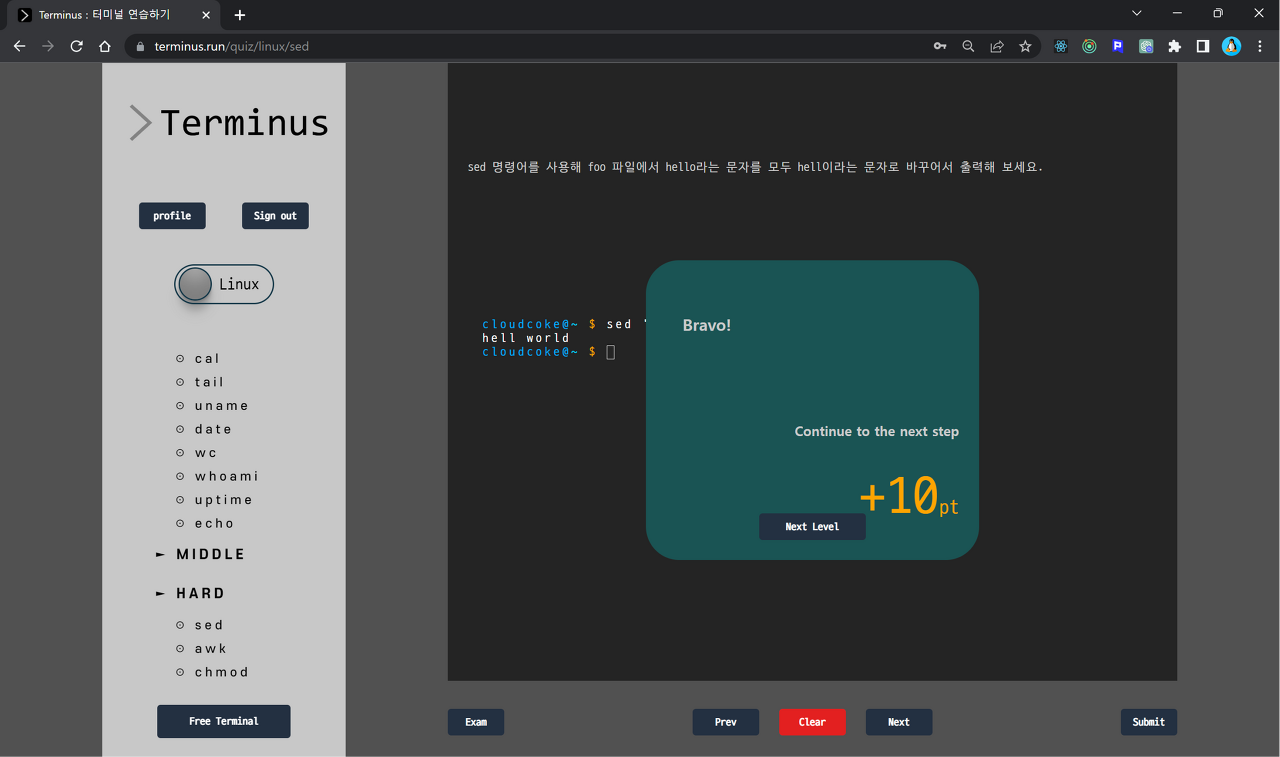 Terminus : 터미널 연습하기
terminus.run/quiz/linux/sed
Terminus
profile
Sign out
Linux
cal
tail
uname
date
wc
whoami
uptime
echo
MIDDLE
HARD
sed
awk
chmod
Free Terminal
sed 명령어를 사용해 foo 파일에서 hello라는 문자를 모두 hell이라는 문자로 바꾸어서 출력해 보세요.
cloudcoke@~ $ sed '
hell world
cloudcoke@~ $
Bravo!
Continue to the next step
+10pt
Next Level
Exam
Prev
Clear
Next
Submit